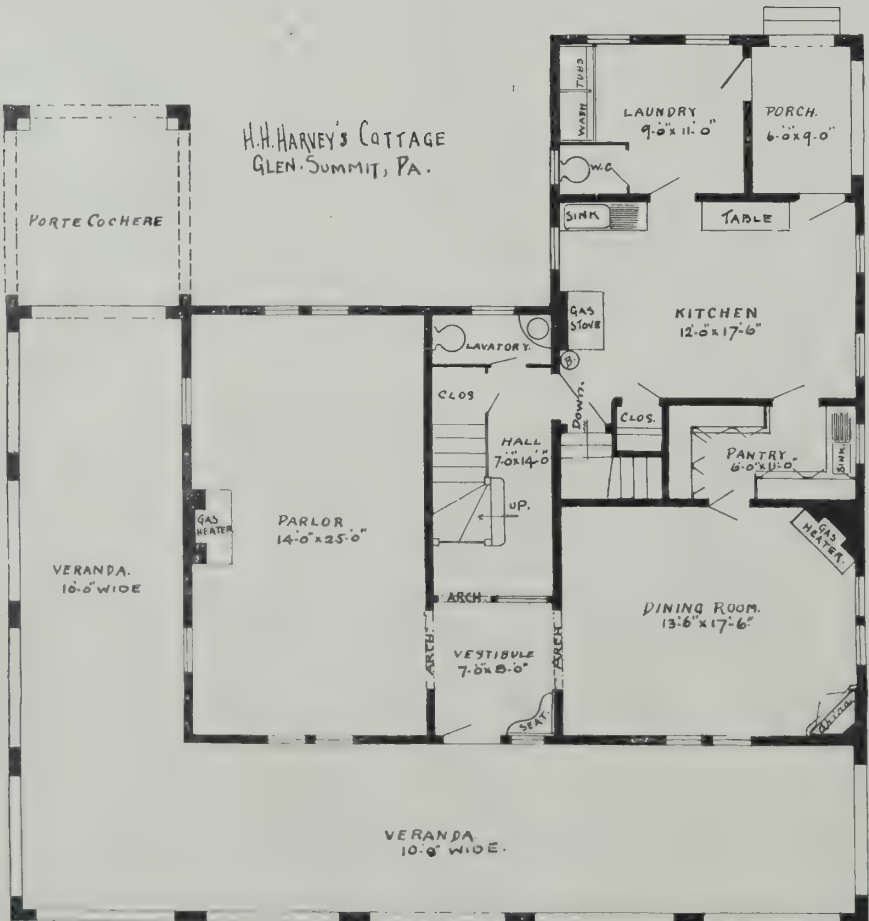 H.H. HARVEY'S COTTAGE
GLEN. SUMMIT, PA.
PORTE COCHERE
WASH TUBS
LAUNDRY
9'-0" x 11'-0"
PORCH.
6'-0" x 9'-0"
W.C.
SINK
TABLE
GAS
STOVE
KITCHEN
12'-0" x 17'-6"
B.
LAVATORY.
CLOS
DOWN.
CLOS.
HALL
7'-0" x 14'-0"
UP.
PANTRY
6'-0" x 11'-0"
SINK
GAS
HEATER
PARLOR
14'-0" x 25'-0"
GAS
HEATER.
VERANDA.
10'-0" WIDE
ARCH.
ARCH.
VESTIBULE
7'-0" x 8'-0"
ARCH
SEAT.
DINING ROOM.
13'-6" x 17'-6"
China
VERANDA
10'-0" WIDE.